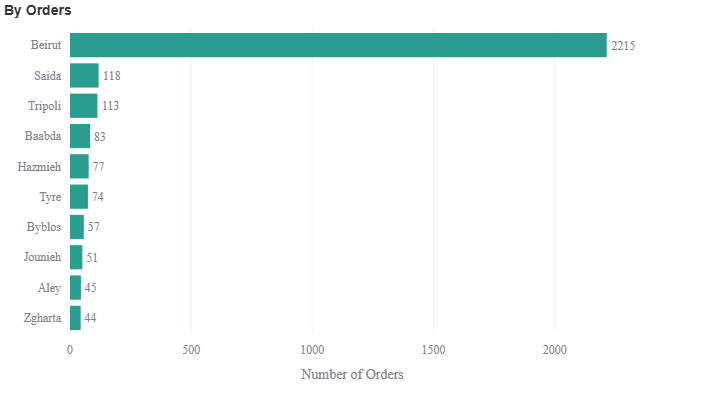 By Orders
Beirut 2215
Saida 118
Tripoli 113
Baabda 83
Hazmieh 77
Tyre 74
Byblos 57
Jounieh 51
Aley 45
Zgharta 44
0 500 1000 1500 2000
Number of Orders